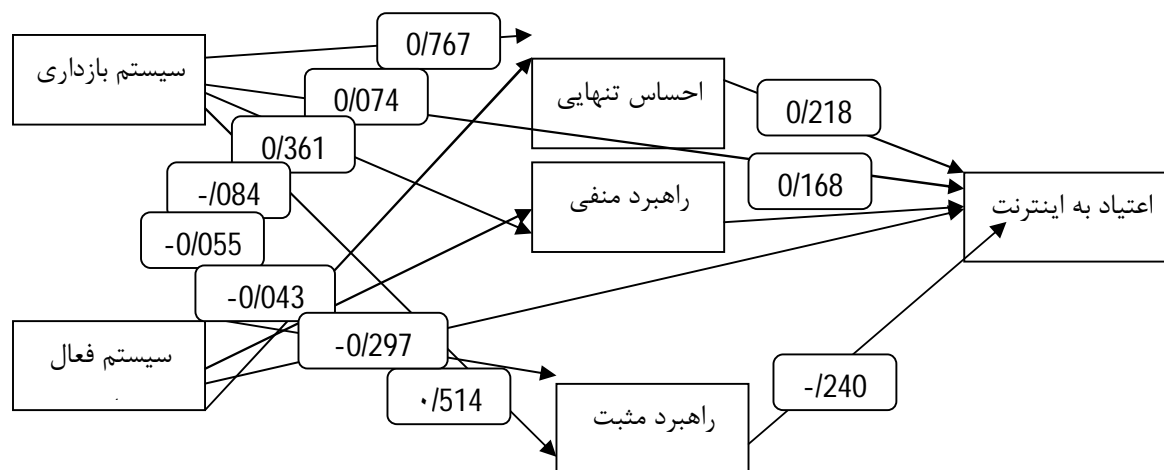 0/767
سیستم بازداری
احساس تنهایی
0/074
0/218
0/361
0/168
-/084
راهبرد منفی
اعتیاد به اینترنت
-0/055
-0/043
-0/297
سیستم فعال
-/240
۰/514
راهبرد مثبت